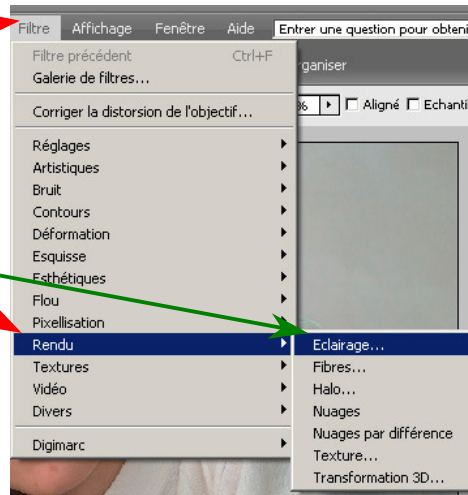 Filtre Affichage Fenêtre Aide Entrer une question pour obteni
Filtre précédent Ctrl+F
Galerie de filtres...
Corriger la distorsion de l'objectif...
Réglages
Artistiques
Bruit
Contours
Déformation
Esquisse
Esthétiques
Flou
Pixellisation
Rendu
Textures
Vidéo
Divers
Digimarc
rganiser
% Aligné Echanti
Eclairage...
Fibres...
Halo...
Nuages
Nuages par différence
Texture...
Transformation 3D...